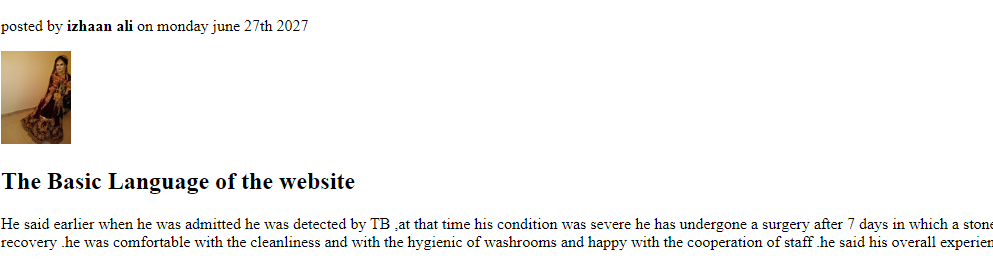 posted by izhaan ali on monday june 27th 2027
The Basic Language of the website
He said earlier when he was admitted he was detected by TB ,at that time his condition was severe he has undergone a surgery after 7 days in which a stone
recovery .he was comfortable with the cleanliness and with the hygienic of washrooms and happy with the cooperation of staff .he said his overall experien